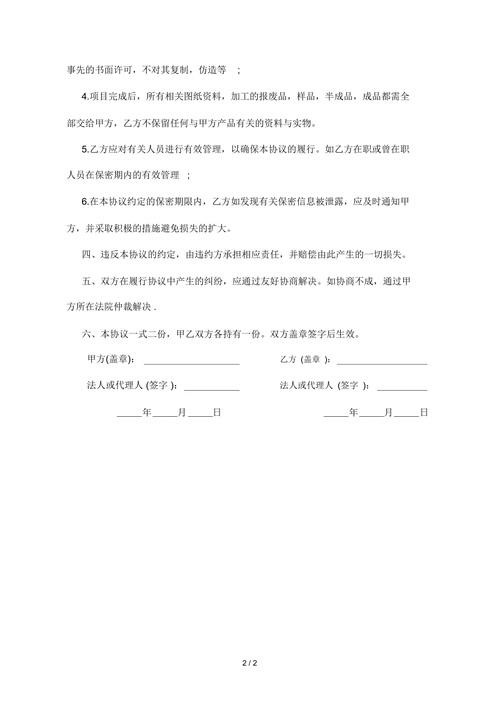 事先的书面许可，不对其复制，仿造等　；
4.项目完成后，所有相关图纸资料，加工的报废品，样品，半成品，成品都需全
部交给甲方，乙方不保留任何与甲方产品有关的资料与实物。
5.乙方应对有关人员进行有效管理，以确保本协议的履行。如乙方在职或曾在职
人员在保密期内的有效管理　；
6.在本协议约定的保密期限内，乙方如发现有关保密信息被泄露，应及时通知甲
方，并采取积极的措施避免损失的扩大。
四、违反本协议的约定，由违约方承担相应责任，并赔偿由此产生的一切损失。
五、双方在履行协议中产生的纠纷，应通过友好协商解决。如协商不成，通过甲
方所在法院仲裁解决 .
六、本协议一式二份，甲乙双方各持有一份。双方盖章签字后生效。
甲方(盖章)： ___________________ 乙方 (盖章 )： ___________________
法人或代理人 (签字 )： ___________ 法人或代理人 (签字 )： ___________
_____年_____月_____日 _____年_____月_____日
2 / 2